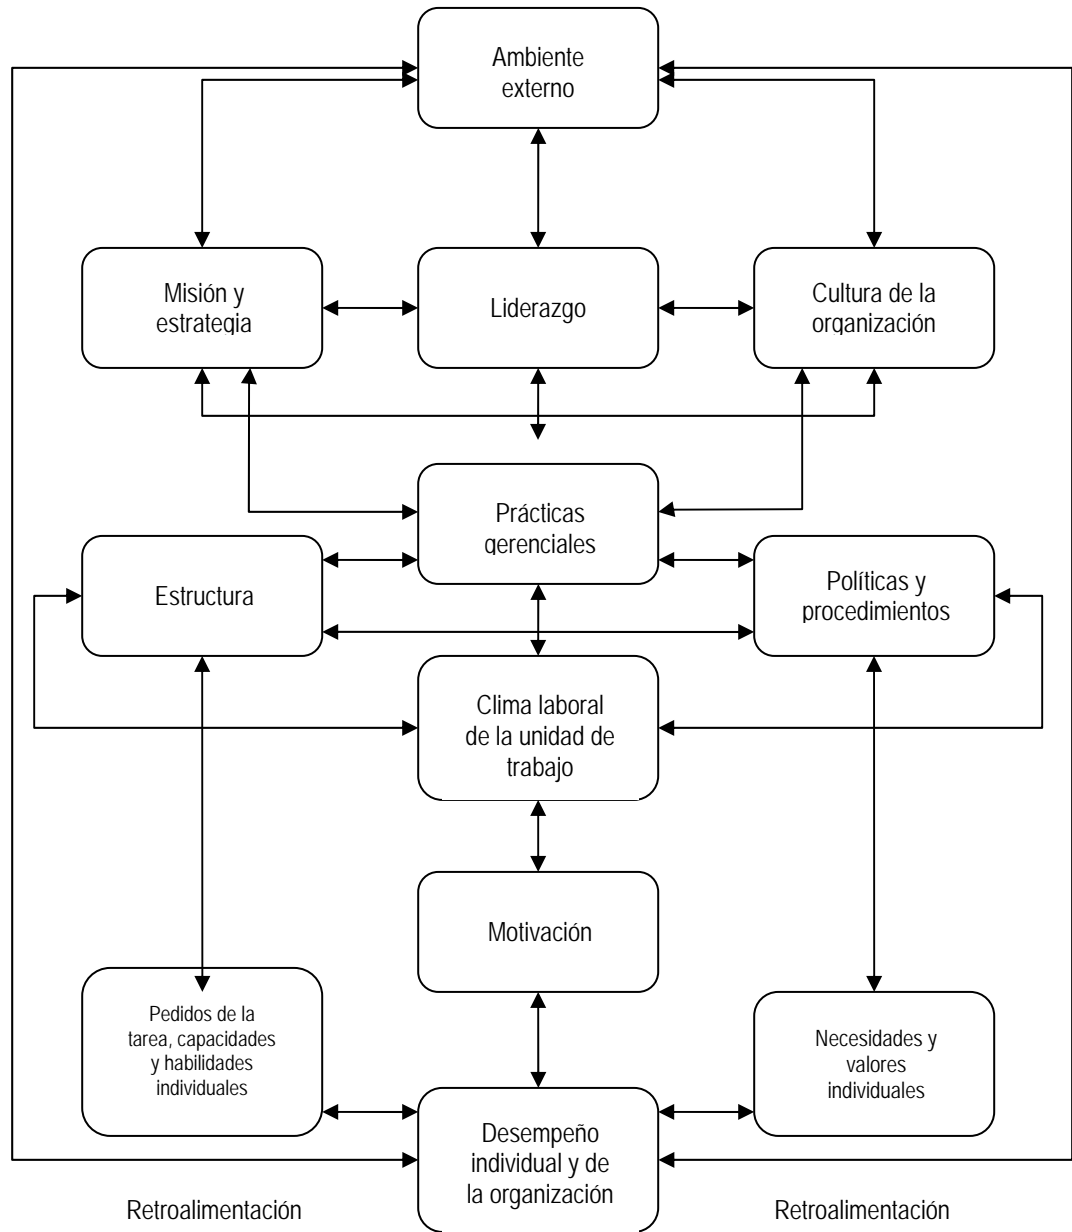 Ambiente
externo
Misión y
estrategia
Liderazgo
Cultura de la
organización
Prácticas
gerenciales
Estructura
Políticas y
procedimientos
Clima laboral
de la unidad de
trabajo
Motivación
Pedidos de la
tarea, capacidades
y habilidades
individuales
Necesidades y
valores
individuales
Desempeño
individual y de
la organización
Retroalimentación
Retroalimentación